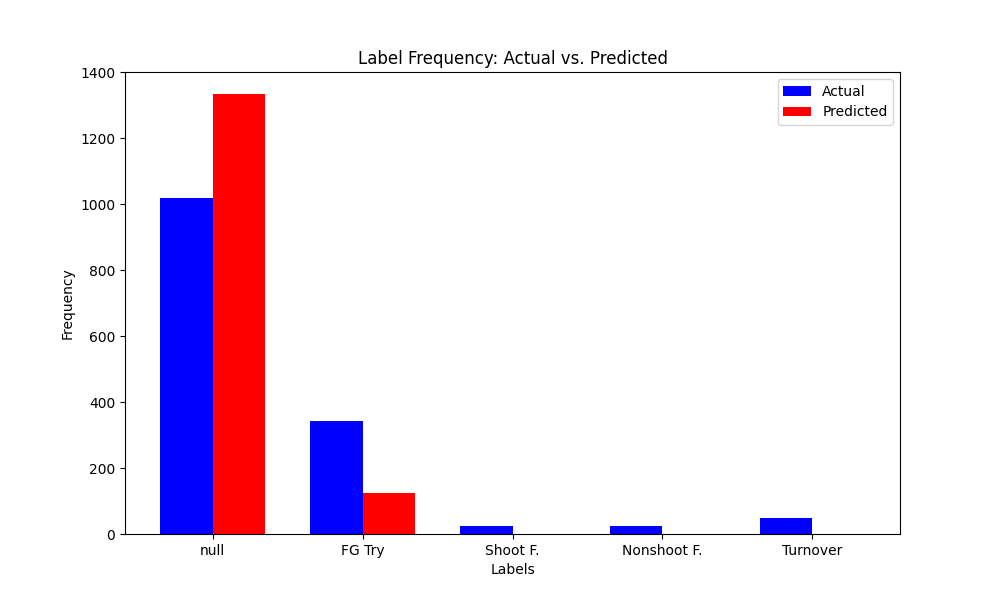 Label Frequency: Actual vs. Predicted
Actual
Predicted
1400
1200
1000
800
600
400
200
0
Frequency
null
FG Try
Shoot F.
Nonshoot F.
Turnover
Labels